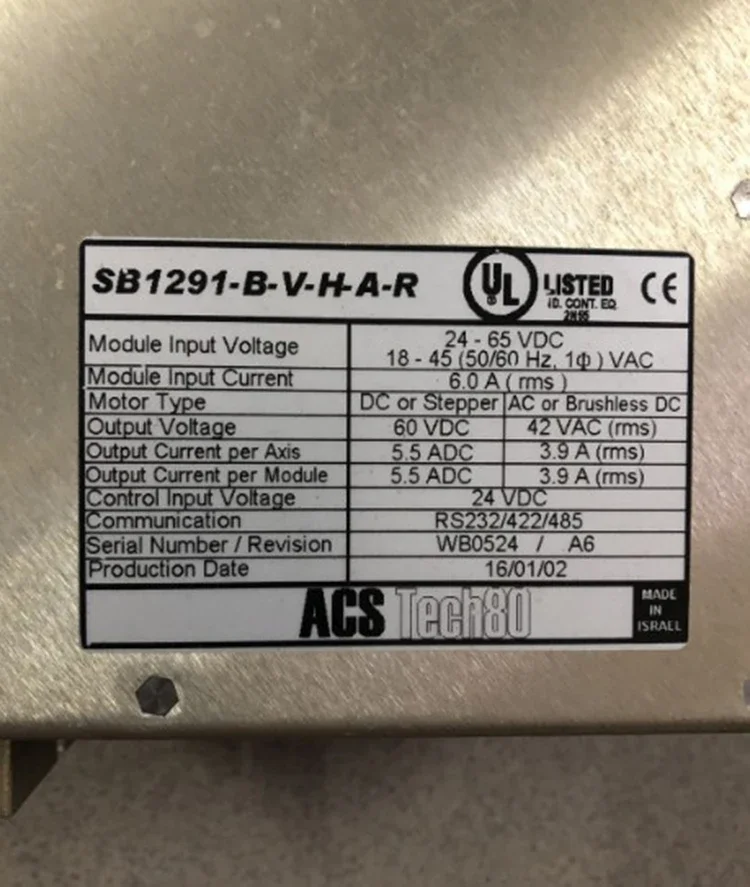 SB1291-B-V-H-A-R
UL LISTED CE
IND. CONT. EQ.
2N65
Module Input Voltage 24 - 65 VDC
18 - 45 (50/60 Hz, 1Φ) VAC
Module Input Current 6.0 A ( rms )
Motor Type DC or Stepper AC or Brushless DC
Output Voltage 60 VDC 42 VAC (rms)
Output Current per Axis 5.5 ADC 3.9 A (rms)
Output Current per Module 5.5 ADC 3.9 A (rms)
Control Input Voltage 24 VDC
Communication RS232/422/485
Serial Number / Revision WB0524 / A6
Production Date 16/01/02
ACS Tech80
MADE
IN
ISRAEL